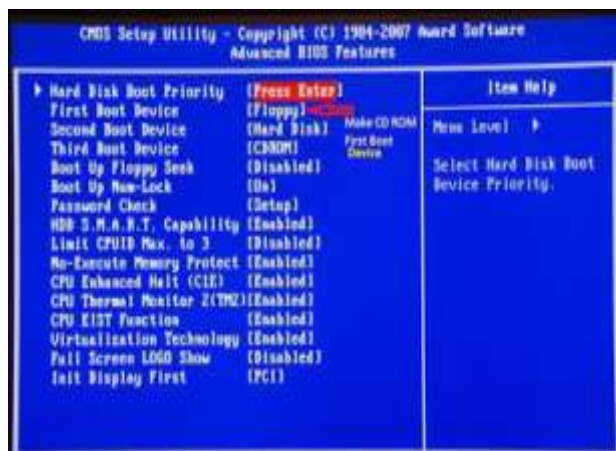 CMOS Setup Utility - Copyright (C) 1984-2007 Award Software
Advanced BIOS Features
Hard Disk Boot Priority [Press Enter]
First Boot Device [Floppy]
Second Boot Device [Hard Disk]
Third Boot Device [CDROM]
Boot Up Floppy Seek [Disabled]
Boot Up Num-Lock [On]
Password Check [Setup]
HDD S.M.A.R.T. Capability [Enabled]
Limit CPUID Max. to 3 [Disabled]
No-Execute Memory Protect [Enabled]
CPU Enhanced Halt (C1E) [Enabled]
CPU Thermal Monitor 2(TM2) [Enabled]
CPU EIST Function [Enabled]
Virtualization Technology [Enabled]
Full Screen LOGO Show [Disabled]
Init Display First [PCI]
Make CD ROM
First Boot
Device
Item Help
Menu Level
Select Hard Disk Boot
Device Priority.